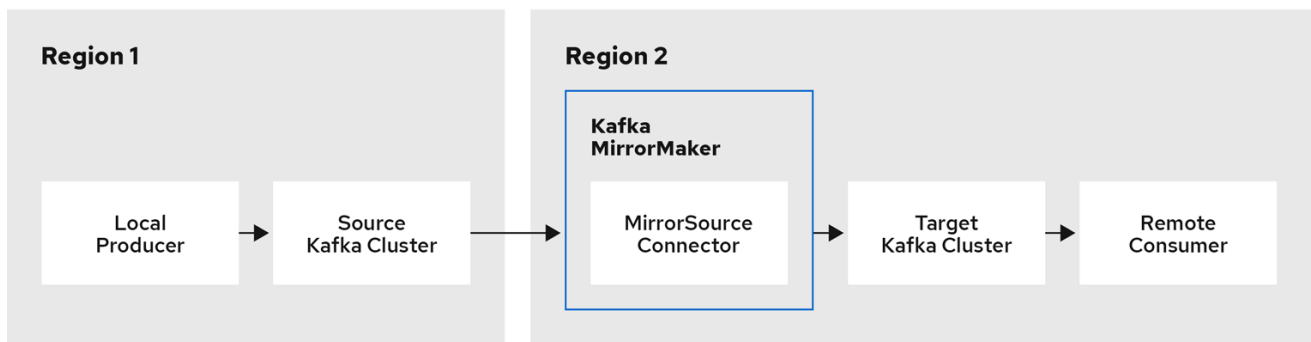 Region 1
Local
Producer
Source
Kafka Cluster
Region 2
Kafka
MirrorMaker
MirrorSource
Connector
Target
Kafka Cluster
Remote
Consumer